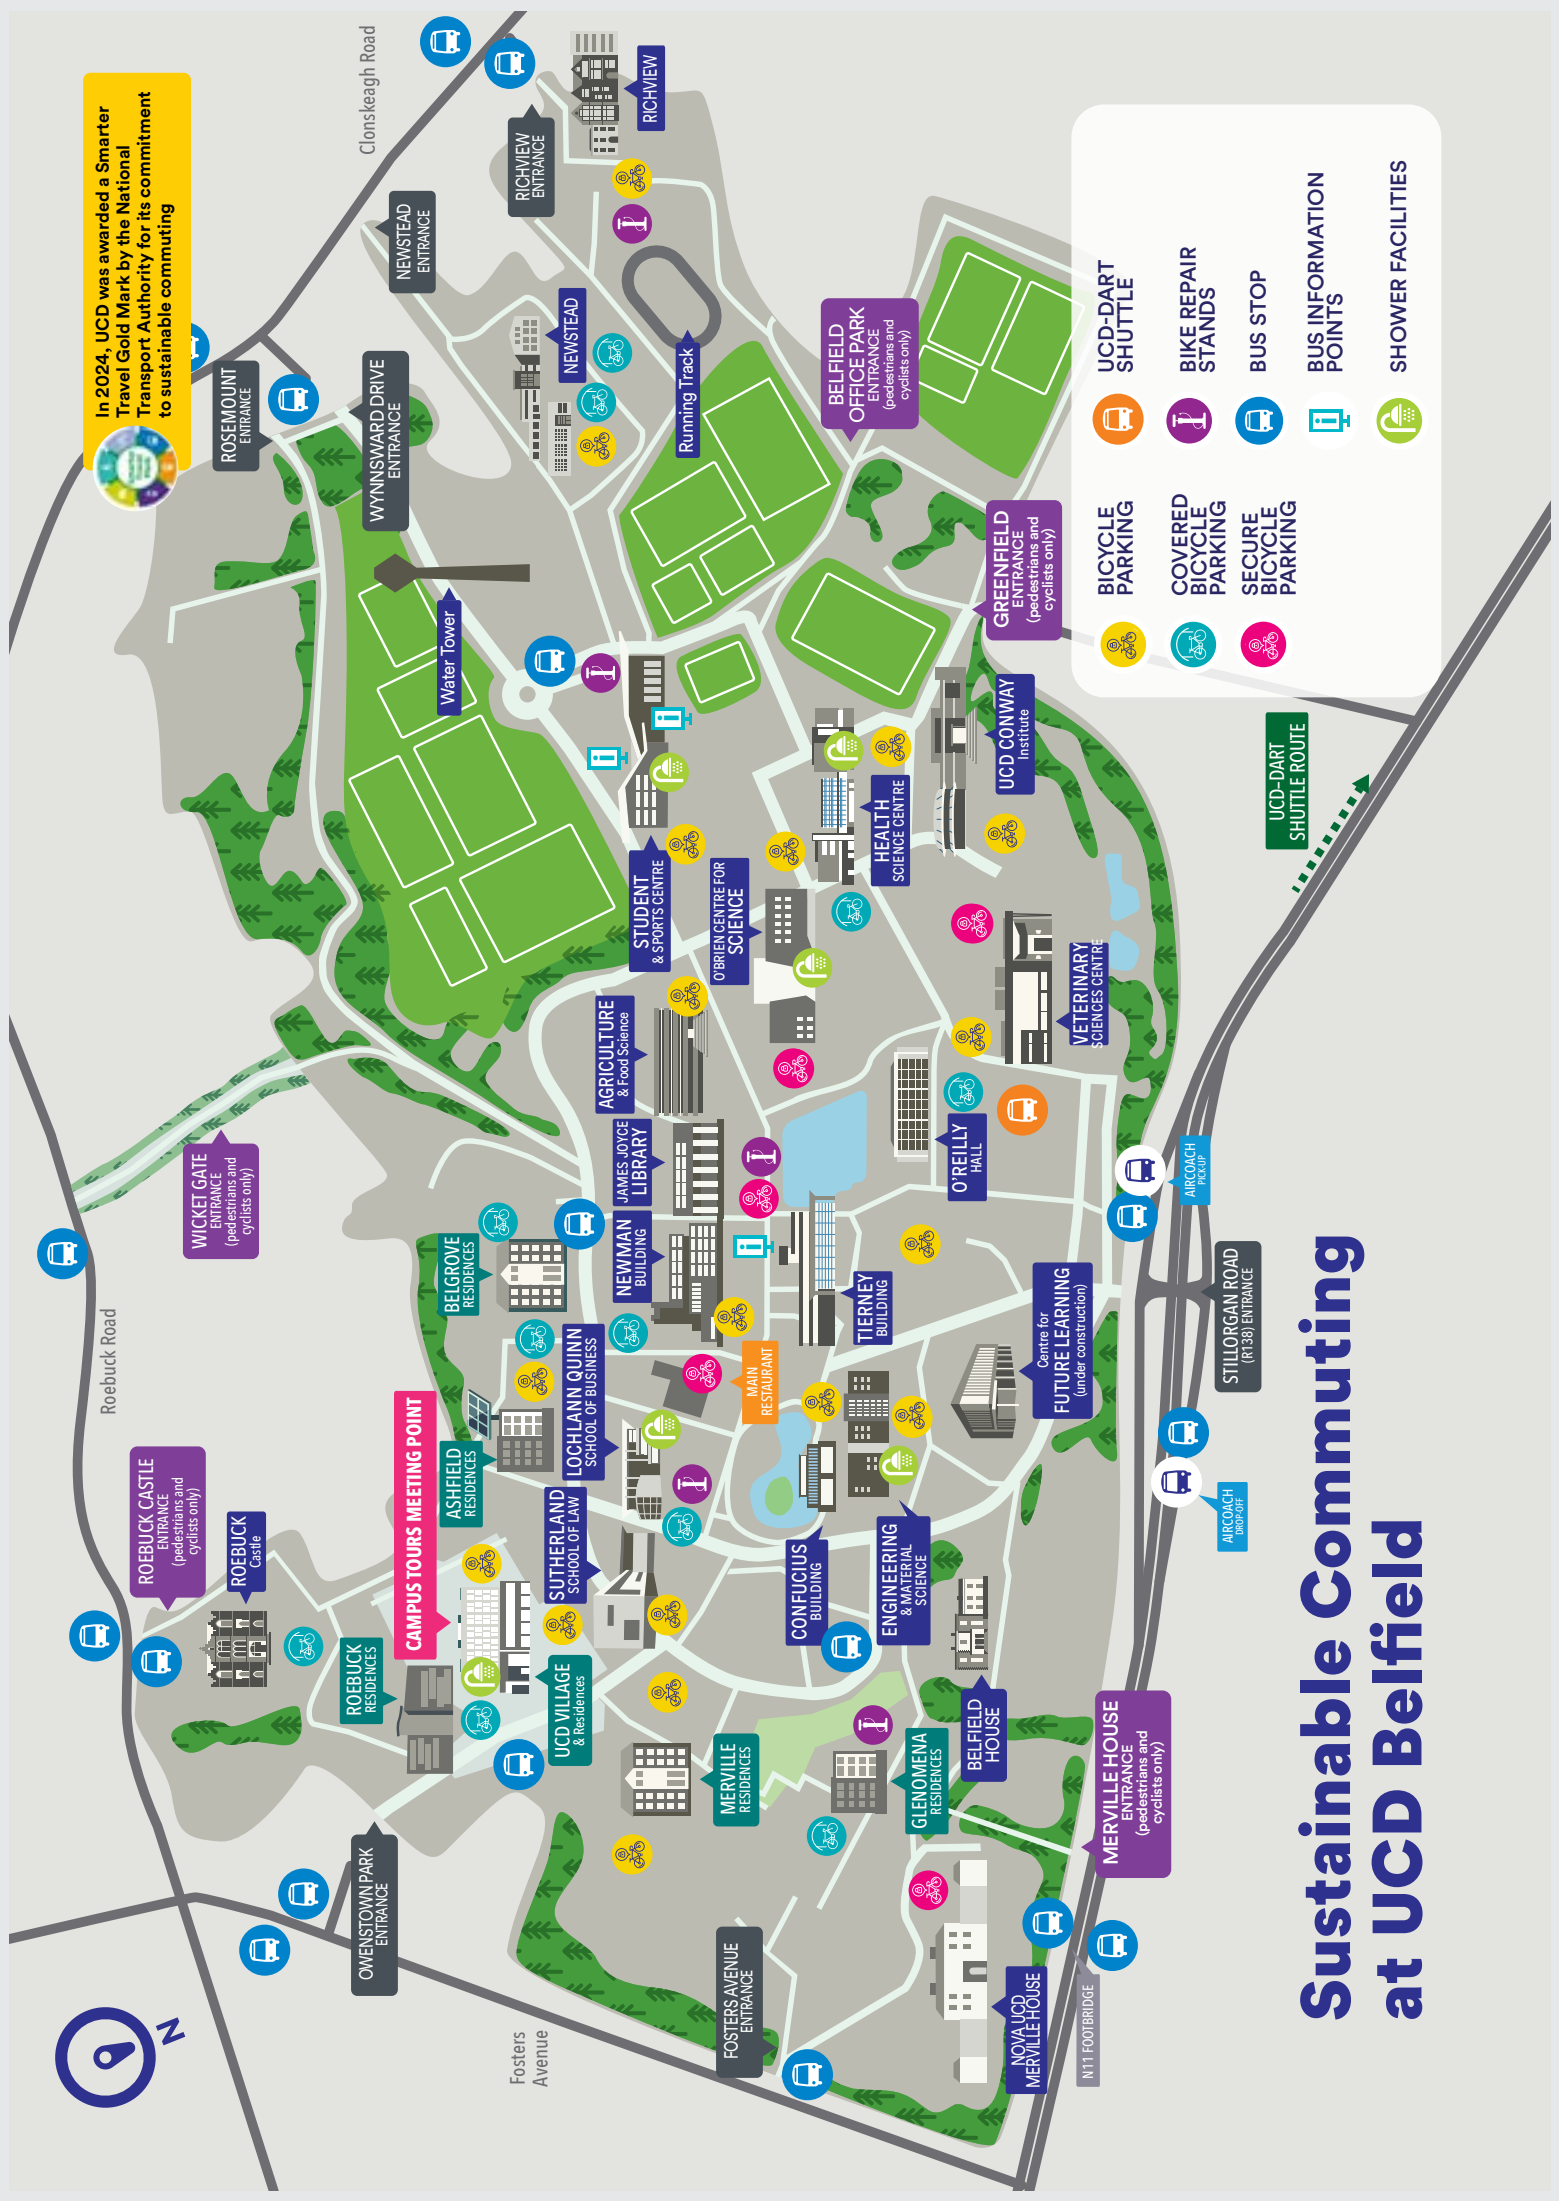 Sustainable Commuting
at UCD Belfield
In 2024, UCD was awarded a Smarter
Travel Gold Mark by the National
Transport Authority for its commitment
to sustainable commuting
N
Clonskeagh Road
Roebuck Road
Fosters
Avenue
ROEBUCK CASTLE
ENTRANCE
(pedestrians and
cyclists only)
ROEBUCK
Castle
WICKET GATE
ENTRANCE
(pedestrians and
cyclists only)
ROSEMOUNT
ENTRANCE
WYNNSWARD DRIVE
ENTRANCE
NEWSTEAD
ENTRANCE
RICHVIEW
ENTRANCE
RICHVIEW
NEWSTEAD
Running Track
Water Tower
OWENSTOWN PARK
ENTRANCE
ROEBUCK
RESIDENCES
CAMPUS TOURS MEETING POINT
ASHFIELD
RESIDENCES
BELGROVE
RESIDENCES
UCD VILLAGE
& Residences
SUTHERLAND
SCHOOL OF LAW
LOCHLANN QUINN
SCHOOL OF BUSINESS
NEWMAN
BUILDING
JAMES JOYCE
LIBRARY
AGRICULTURE
& Food Science
STUDENT
& SPORTS CENTRE
O'BRIEN CENTRE FOR
SCIENCE
BELFIELD
OFFICE PARK
ENTRANCE
(pedestrians and
cyclists only)
GREENFIELD
ENTRANCE
(pedestrians and
cyclists only)
FOSTERS AVENUE
ENTRANCE
MERVILLE
RESIDENCES
MAIN
RESTAURANT
CONFUCIUS
BUILDING
TIERNEY
BUILDING
ENGINEERING
& MATERIAL
SCIENCE
HEALTH
SCIENCE CENTRE
GLENOMENA
RESIDENCES
BELFIELD
HOUSE
O'REILLY
HALL
UCD CONWAY
Institute
Centre for
FUTURE LEARNING
(under construction)
VETERINARY
SCIENCES CENTRE
NOVA UCD
MERVILLE HOUSE
N11 FOOTBRIDGE
MERVILLE HOUSE
ENTRANCE
(pedestrians and
cyclists only)
AIRCOACH
DROP-OFF
STILLORGAN ROAD
(R138) ENTRANCE
AIRCOACH
PICK-UP
UCD-DART
SHUTTLE ROUTE
BICYCLE
PARKING
COVERED
BICYCLE
PARKING
SECURE
BICYCLE
PARKING
UCD-DART
SHUTTLE
BIKE REPAIR
STANDS
BUS STOP
BUS INFORMATION
POINTS
SHOWER FACILITIES